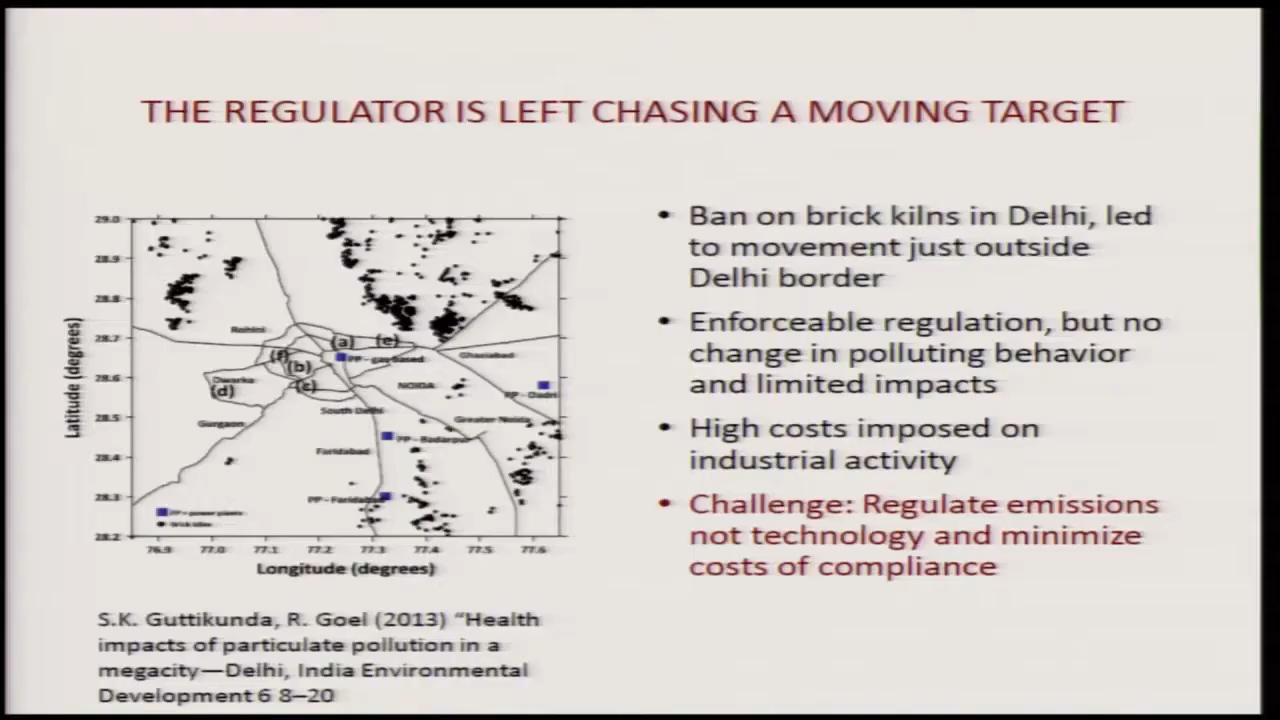 THE REGULATOR IS LEFT CHASING A MOVING TARGET
29.0
28.9
28.8
28.7
28.6
28.5
28.4
28.3
28.2
Latitude (degrees)
Rohini
(a)
(e)
(f)
PP - gas based
Ghaziabad
(b)
Dwarka
(c)
NOIDA
PP - Dadri
(d)
South Delhi
Gurgaon
Greater Noida
PP - Badarpur
Faridabad
PP - Faridabad
PP = power plants
Brick kilns
76.9 77.0 77.1 77.2 77.3 77.4 77.5 77.6
Longitude (degrees)
S.K. Guttikunda, R. Goel (2013) “Health
impacts of particulate pollution in a
megacity—Delhi, India Environmental
Development 6 8–20
• Ban on brick kilns in Delhi, led
to movement just outside
Delhi border
• Enforceable regulation, but no
change in polluting behavior
and limited impacts
• High costs imposed on
industrial activity
• Challenge: Regulate emissions
not technology and minimize
costs of compliance